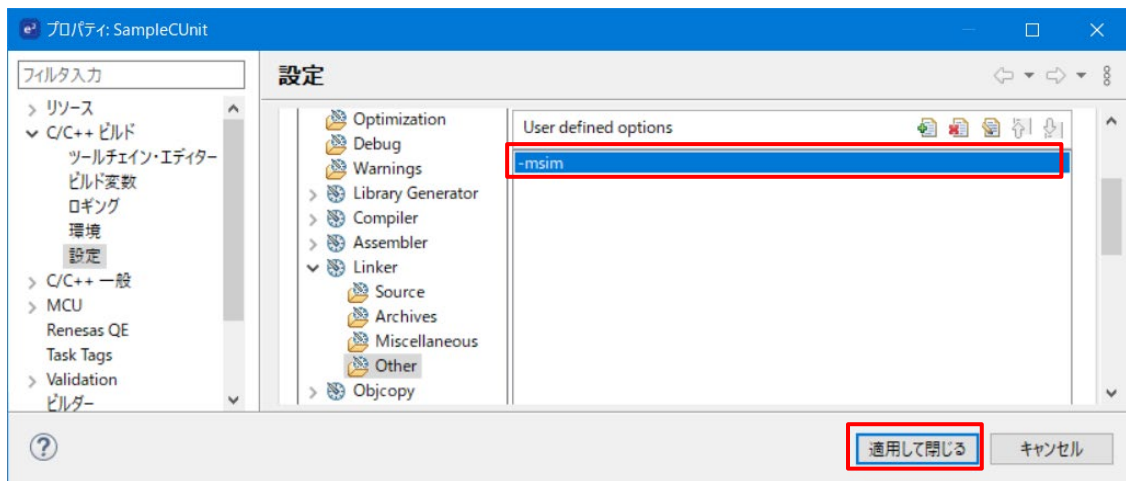 e² プロパティ: SampleCUnit
フィルタ入力
設定
リソース
C/C++ ビルド
ツールチェイン・エディター
ビルド変数
ロギング
環境
設定
C/C++ 一般
MCU
Renesas QE
Task Tags
Validation
ビルダー
Optimization
Debug
Warnings
Library Generator
Compiler
Assembler
Linker
Source
Archives
Miscellaneous
Other
Objcopy
User defined options
-msim
適用して閉じる
キャンセル